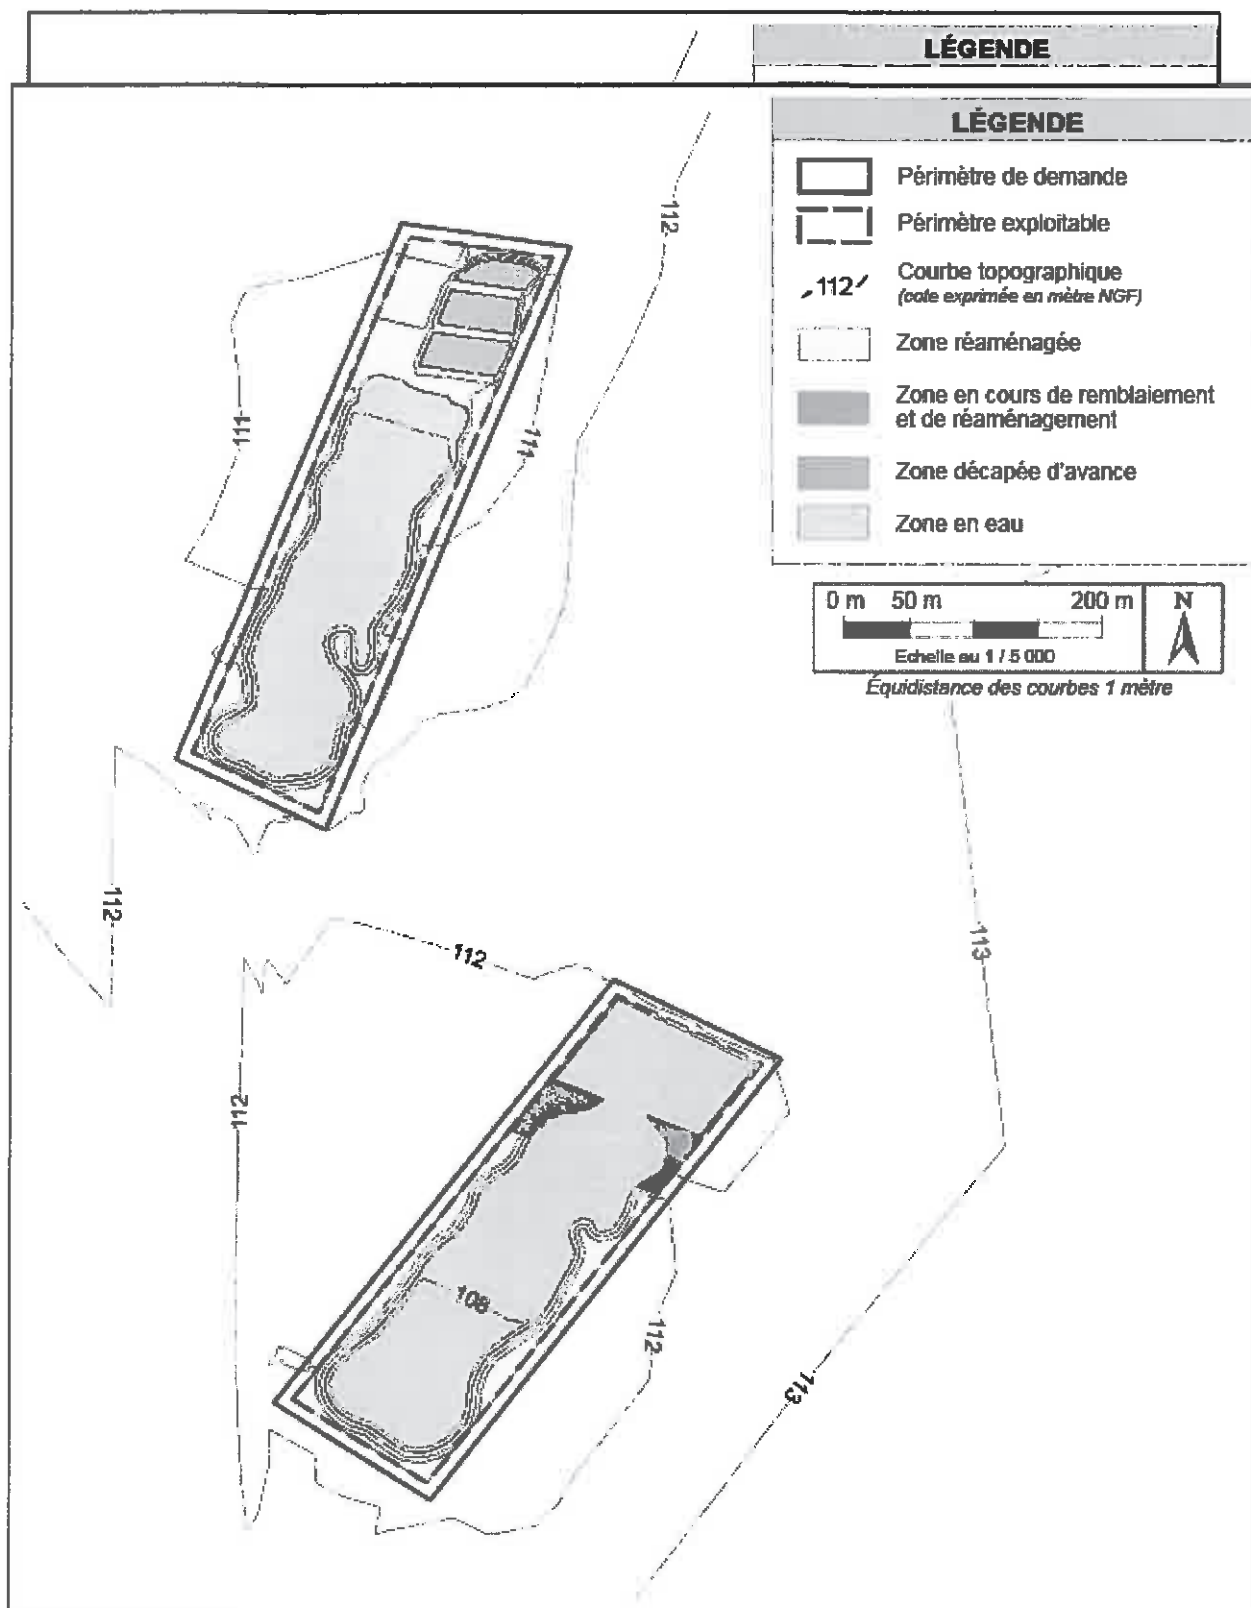 LÉGENDE
LÉGENDE
Périmètre de demande
Périmètre exploitable
112
Courbe topographique
(cote exprimée en mètre NGF)
Zone réaménagée
Zone en cours de remblaiement
et de réaménagement
Zone décapée d'avance
Zone en eau
0 m 50 m 200 m
N
Echelle au 1 / 5 000
Équidistance des courbes 1 mètre
112
111
111
112
112
113
112
108
112
113